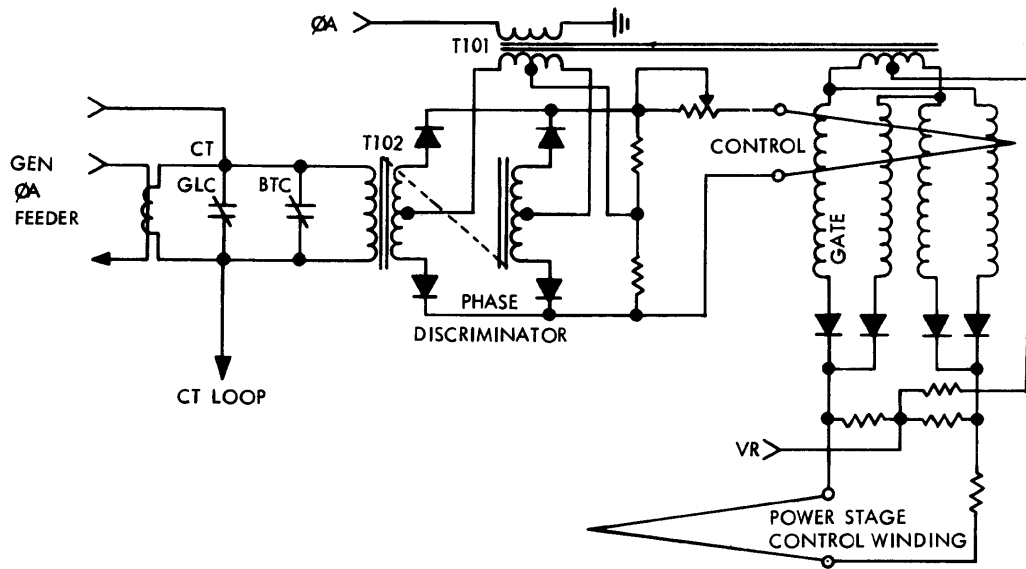 ØA
T101
CT
T102
CONTROL
GEN
ØA
FEEDER
GLC
BTC
GATE
PHASE
DISCRIMINATOR
CT LOOP
VR
POWER STAGE
CONTROL WINDING